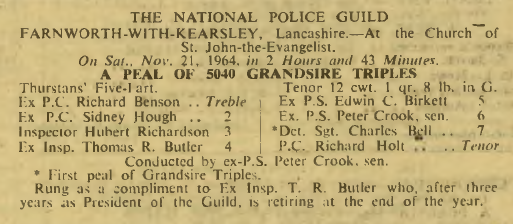 THE NATIONAL POLICE GUILD
FARNWORTH-WITH-KEARSLEY, Lancashire.—At the Church of
St. John-the-Evangelist.
On Sat., Nov. 21, 1964, in 2 Hours and 43 Minutes,
A PEAL OF 5040 GRANDSIRE TRIPLES
Thurstans' Five-part. Tenor 12 cwt. 1 qr. 8 lb. in G.
Ex P.C. Richard Benson .. Treble Ex P.S. Edwin C. Birkett 5
Ex P.C. Sidney Hough .. 2 Ex P.S. Peter Crook, sen. 6
Inspector Hubert Richardson 3 *Det. Sgt. Charles Bell .. 7
Ex Insp. Thomas R. Butler 4 P.C. Richard Holt .. .. Tenor
Conducted by ex-P.S. Peter Crook, sen.
* First peal of Grandsire Triples.
Rung as a compliment to Ex Insp. T. R. Butler who, after three
years as President of the Guild, is retiring at the end of the year.